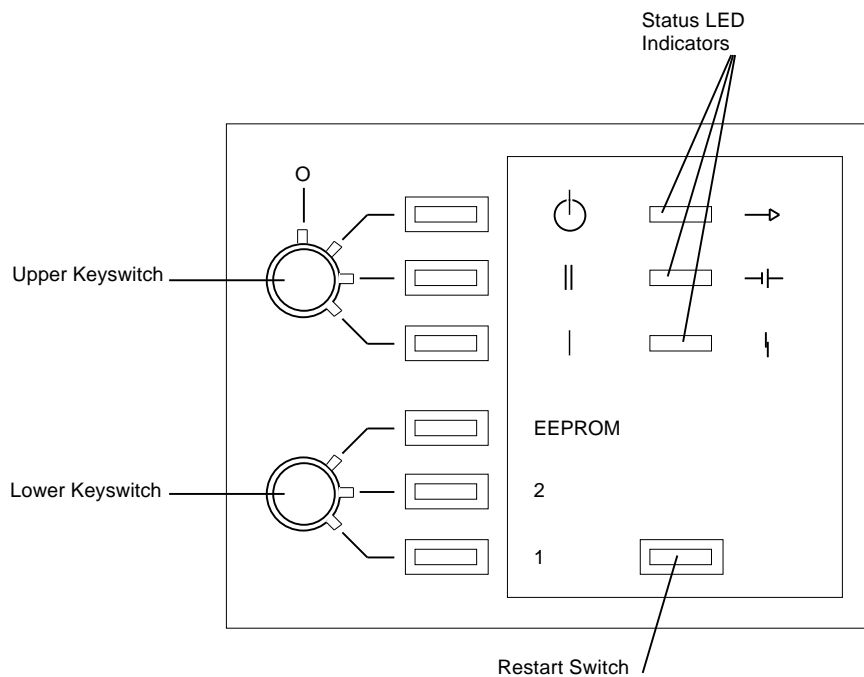 Status LED
Indicators
O
Upper Keyswitch
EEPROM
Lower Keyswitch
2
1
Restart Switch